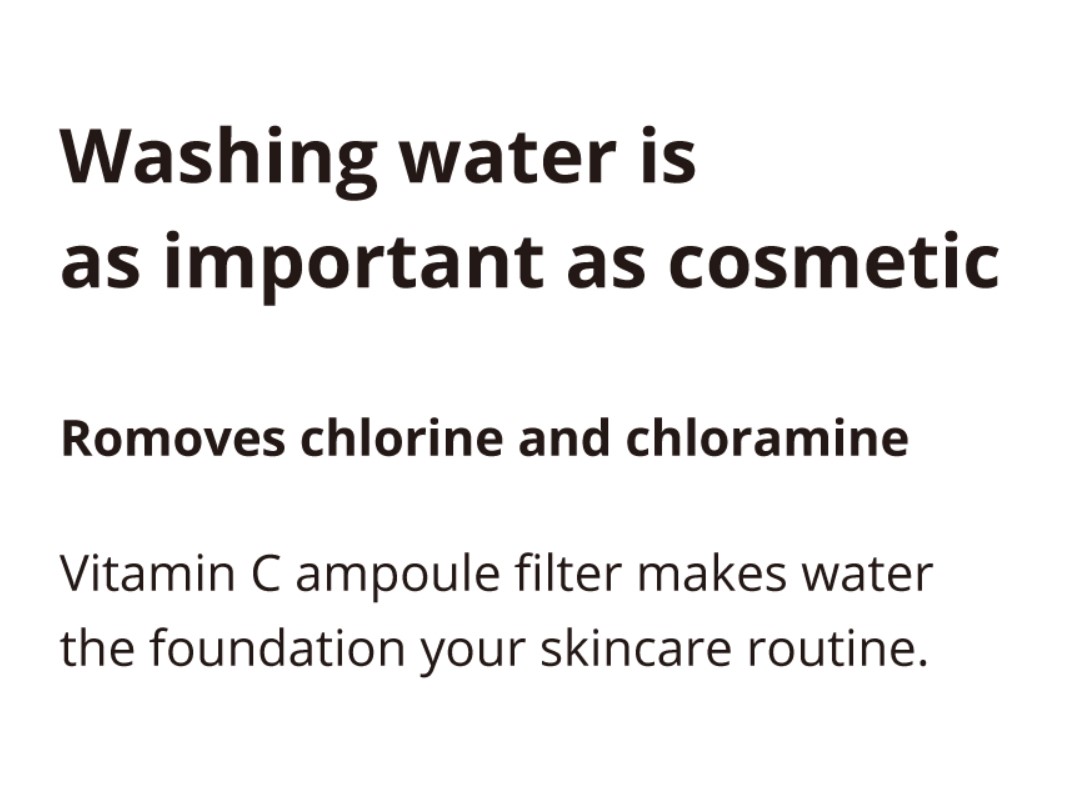 Washing water is
as important as cosmetic
Romoves chlorine and chloramine
Vitamin C ampoule filter makes water
the foundation your skincare routine.